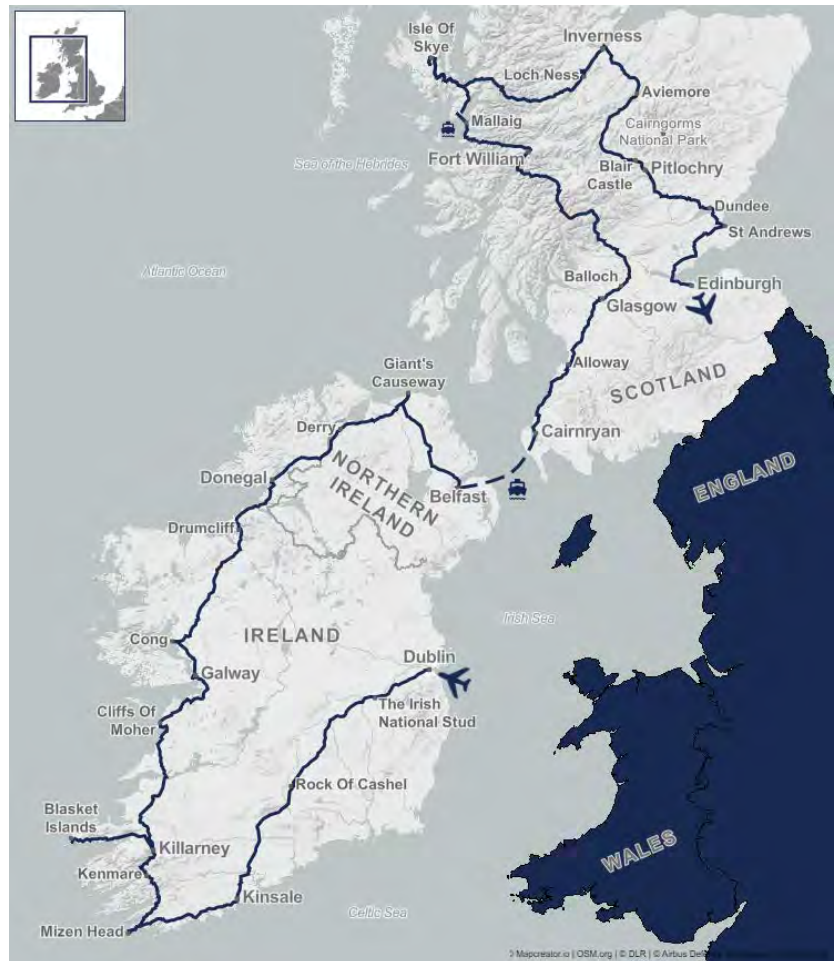 Isle Of
Skye
Inverness
Loch Ness
Aviemore
Mallaig
Cairngorms
National Park
Sea of the Hebrides
Fort William
Blair
Castle
Pitlochry
Dundee
St Andrews
Atlantic Ocean
Balloch
Edinburgh
Glasgow
Giant's
Causeway
Alloway
SCOTLAND
Derry
Cairnryan
Donegal
NORTHERN
IRELAND
Belfast
ENGLAND
Drumcliff
Irish Sea
Cong
IRELAND
Galway
Dublin
Cliffs Of
Moher
The Irish
National Stud
Rock Of Cashel
Blasket
Islands
Killarney
WALES
Kenmare
Kinsale
Celtic Sea
Mizen Head
Mapcreator.io | OSM.org | © DLR | © Airbus